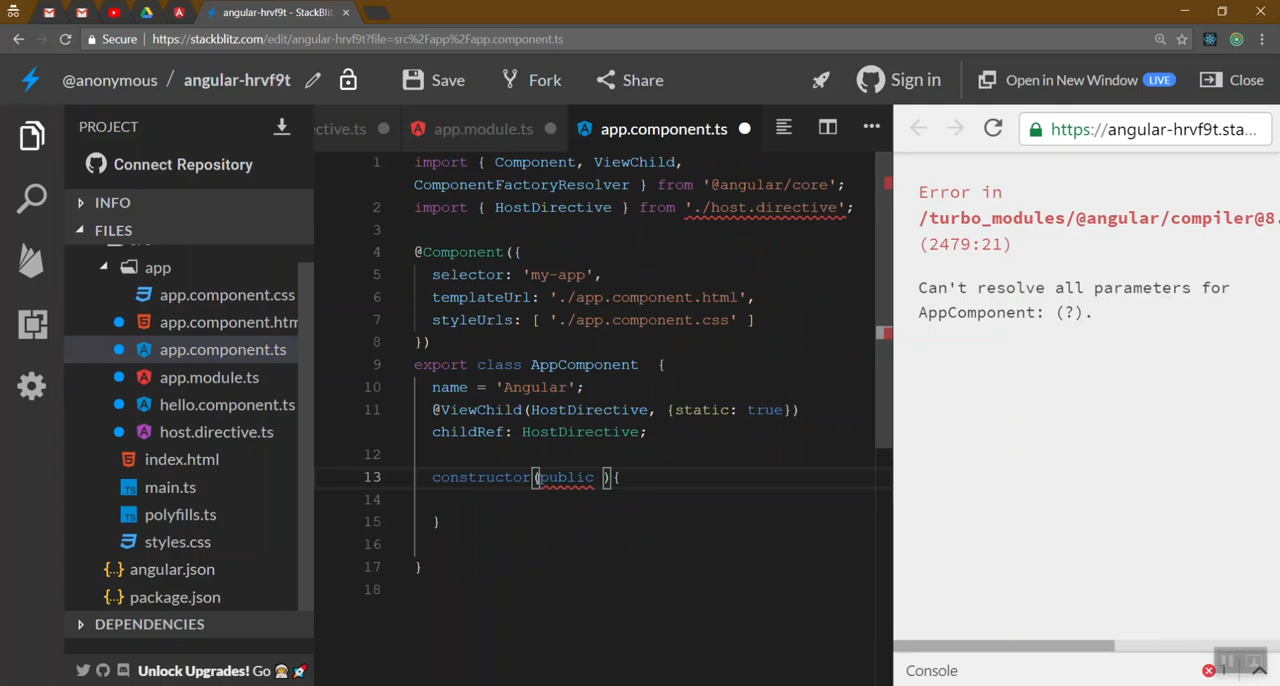 angular-hrvf9t - StackBlitz
Secure | https://stackblitz.com/edit/angular-hrvf9t?file=src%2Fapp%2Fapp.component.ts
@anonymous / angular-hrvf9t Save Fork Share Sign in Open in New Window LIVE Close
PROJECT
Connect Repository
INFO
FILES
app
app.component.css
app.component.htm
app.component.ts
app.module.ts
hello.component.ts
host.directive.ts
index.html
main.ts
polyfills.ts
styles.css
{..} angular.json
{..} package.json
DEPENDENCIES
Unlock Upgrades! Go
ective.ts app.module.ts app.component.ts
1 import { Component, ViewChild,
ComponentFactoryResolver } from '@angular/core';
2 import { HostDirective } from './host.directive';
3
4 @Component({
5 selector: 'my-app',
6 templateUrl: './app.component.html',
7 styleUrls: [ './app.component.css' ]
8 })
9 export class AppComponent {
10 name = 'Angular';
11 @ViewChild(HostDirective, {static: true})
childRef: HostDirective;
12
13 constructor(public ){
14
15 }
16
17 }
18
https://angular-hrvf9t.sta...
Error in
/turbo_modules/@angular/compiler@8.
(2479:21)
Can't resolve all parameters for
AppComponent: (?).
Console 1